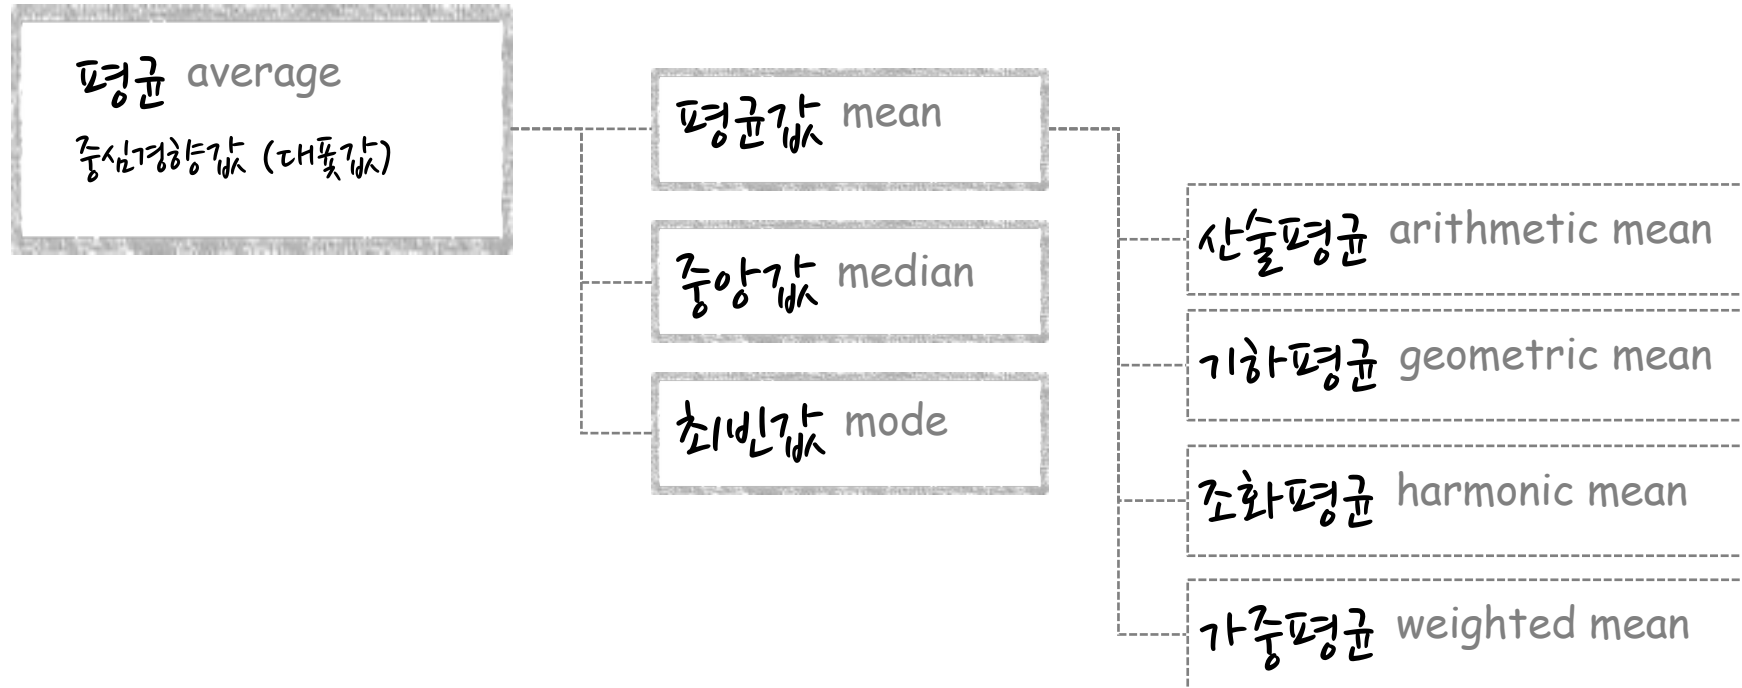 평균 average
중심경향값 (대푯값)
평균값 mean
중앙값 median
최빈값 mode
산술평균 arithmetic mean
기하평균 geometric mean
조화평균 harmonic mean
가중평균 weighted mean